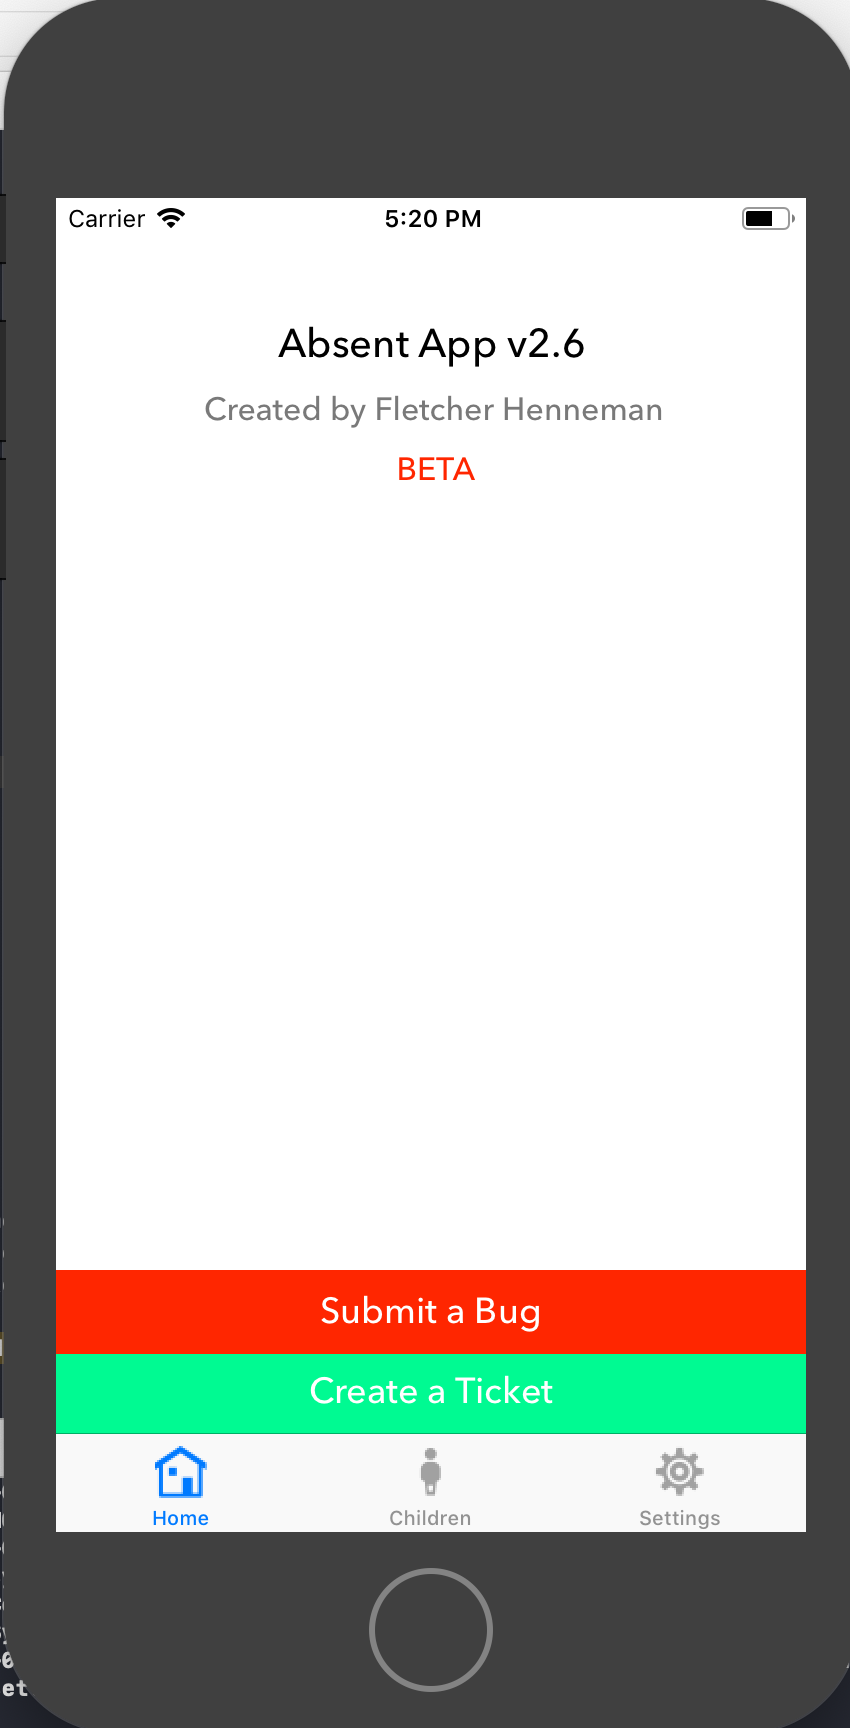 Carrier 5:20 PM
Absent App v2.6
Created by Fletcher Henneman
BETA
Submit a Bug
Create a Ticket
Home Children Settings
et